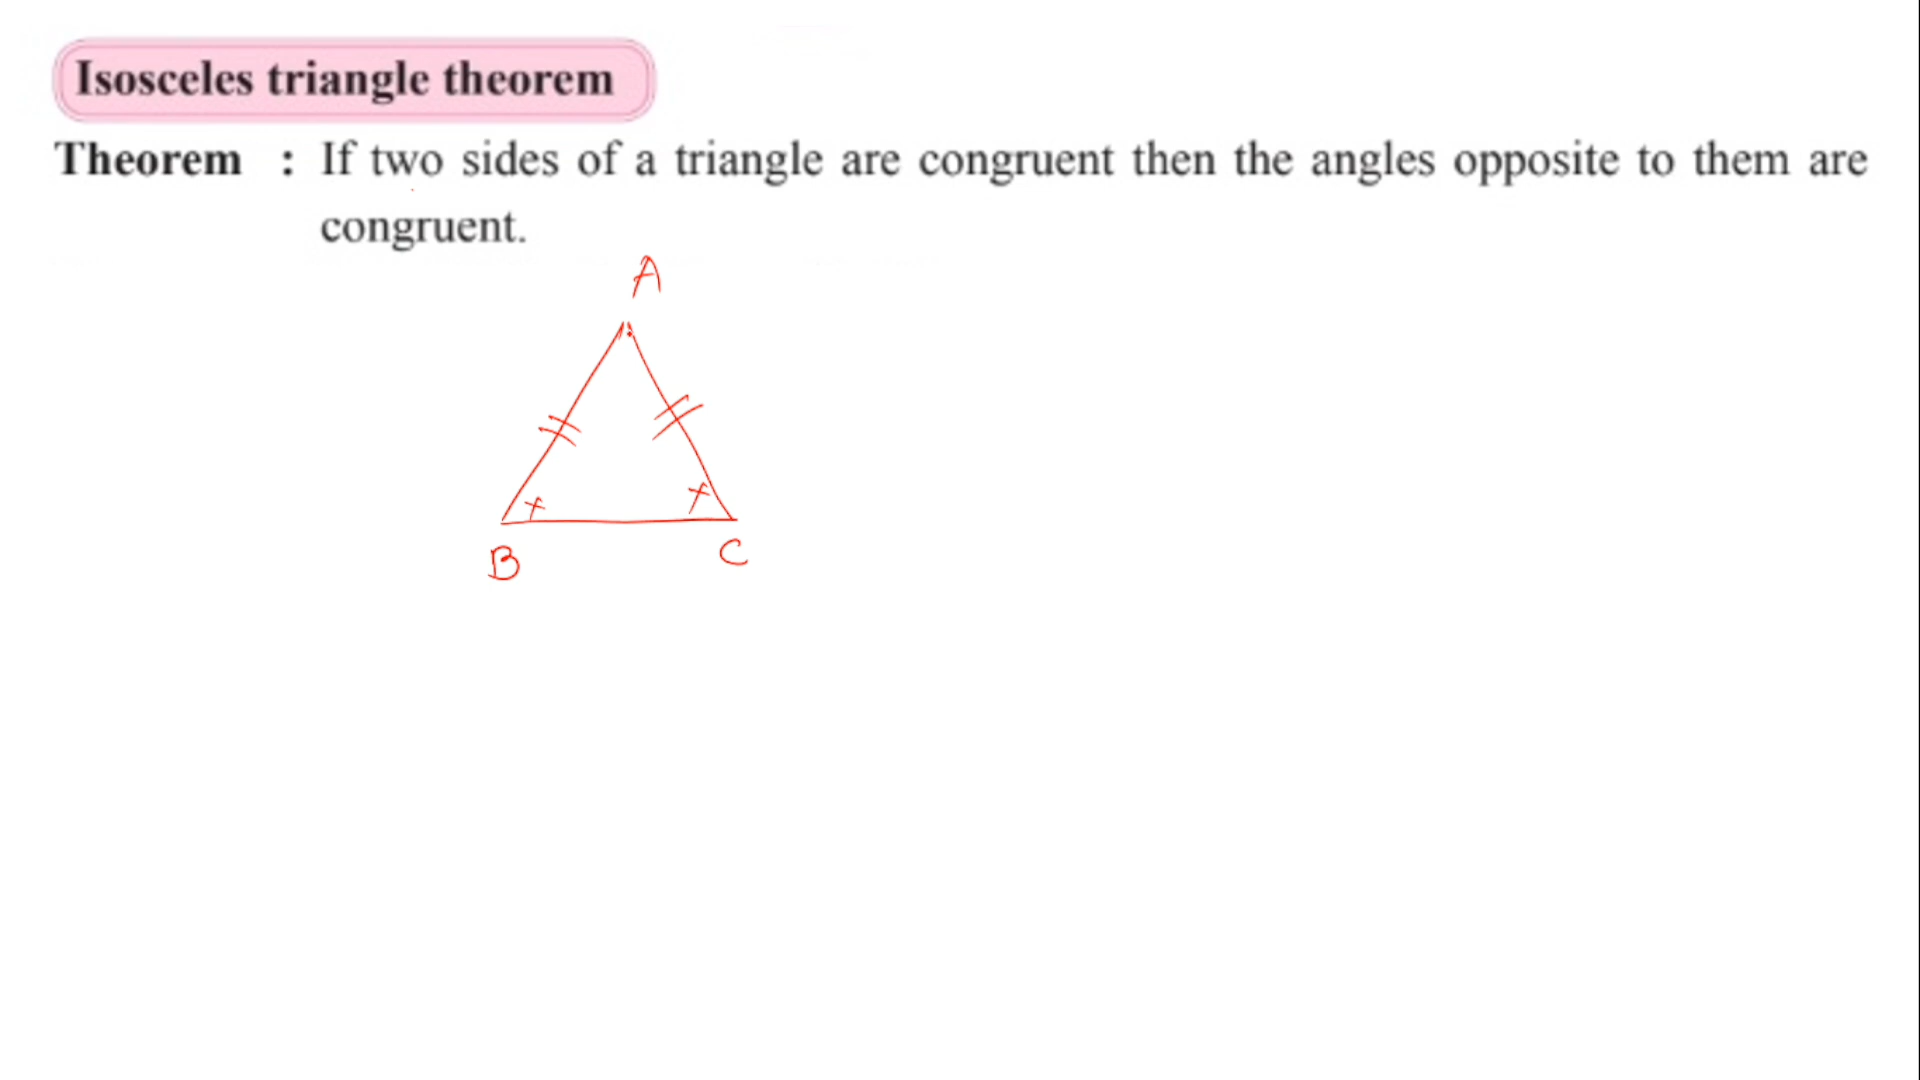 Isosceles triangle theorem
Theorem : If two sides of a triangle are congruent then the angles opposite to them are
congruent.
A
B
C